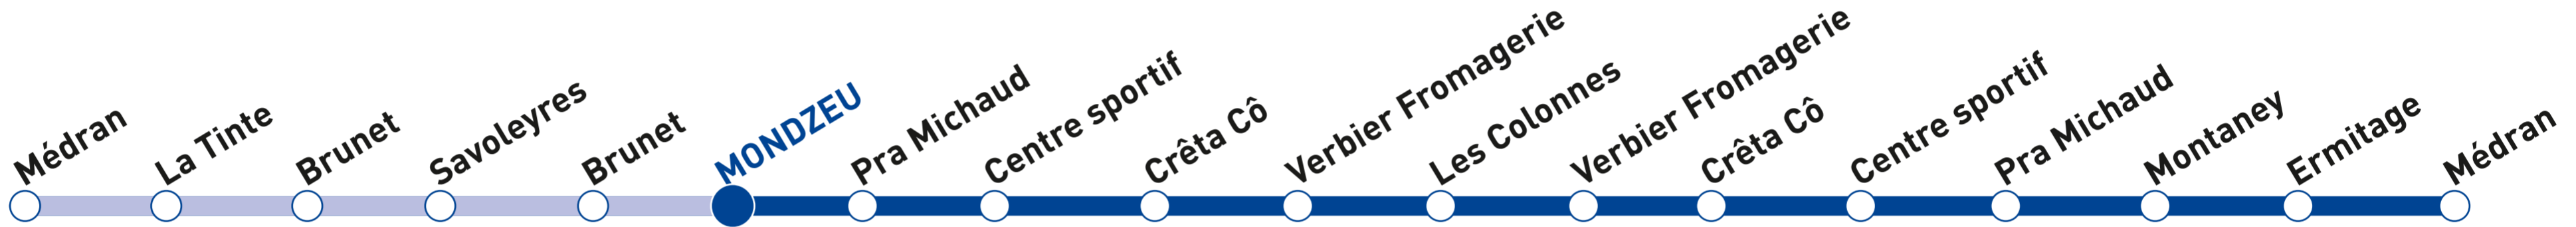 Médran
La Tinte
Brunet
Savoleyres
Brunet
MONDZEU
Pra Michaud
Centre sportif
Crêta Cô
Verbier Fromagerie
Les Colonnes
Verbier Fromagerie
Crêta Cô
Centre sportif
Pra Michaud
Montaney
Ermitage
Médran